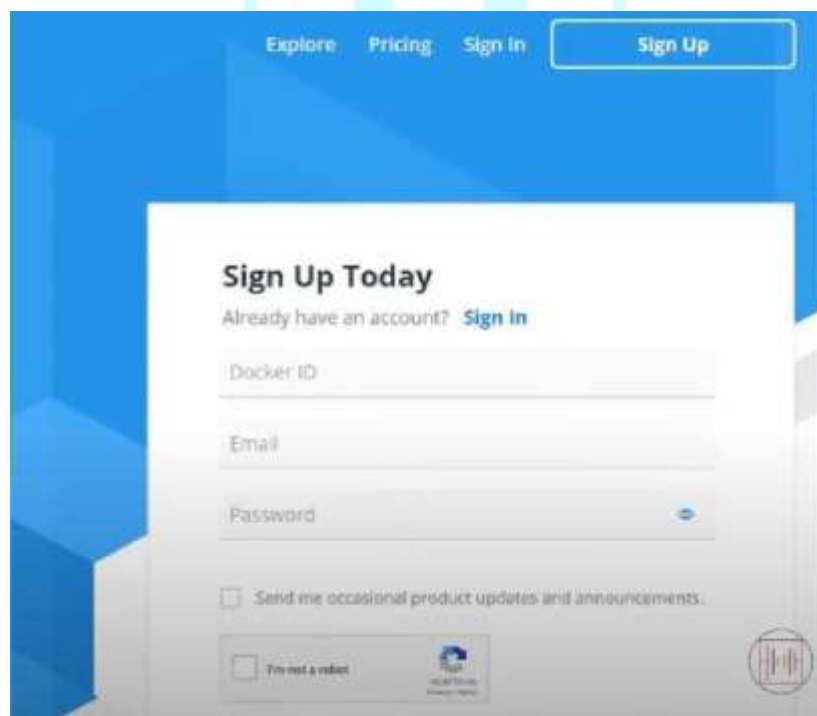 Explore Pricing Sign In Sign Up
Sign Up Today
Already have an account? Sign In
Docker ID
Email
Password
Send me occasional product updates and announcements.
I'm not a robot